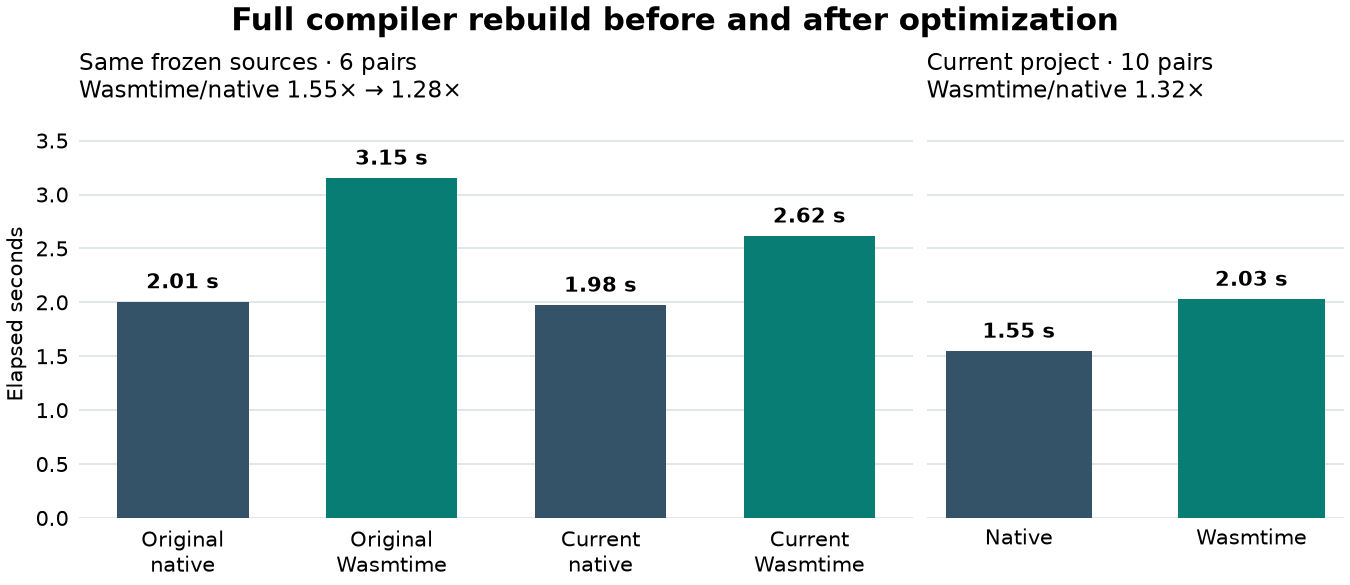 Full compiler rebuild before and after optimization
Same frozen sources · 6 pairs
Wasmtime/native 1.55× → 1.28×
Current project · 10 pairs
Wasmtime/native 1.32×
Elapsed seconds
3.5
3.0
2.5
2.0
1.5
1.0
0.5
0.0
2.01 s
3.15 s
1.98 s
2.62 s
1.55 s
2.03 s
Original
native
Original
Wasmtime
Current
native
Current
Wasmtime
Native
Wasmtime